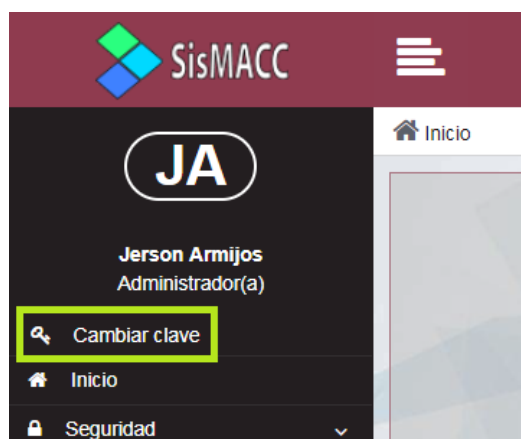 SisMACC
Inicio
JA
Jerson Armijos
Administrador(a)
Cambiar clave
Inicio
Seguridad